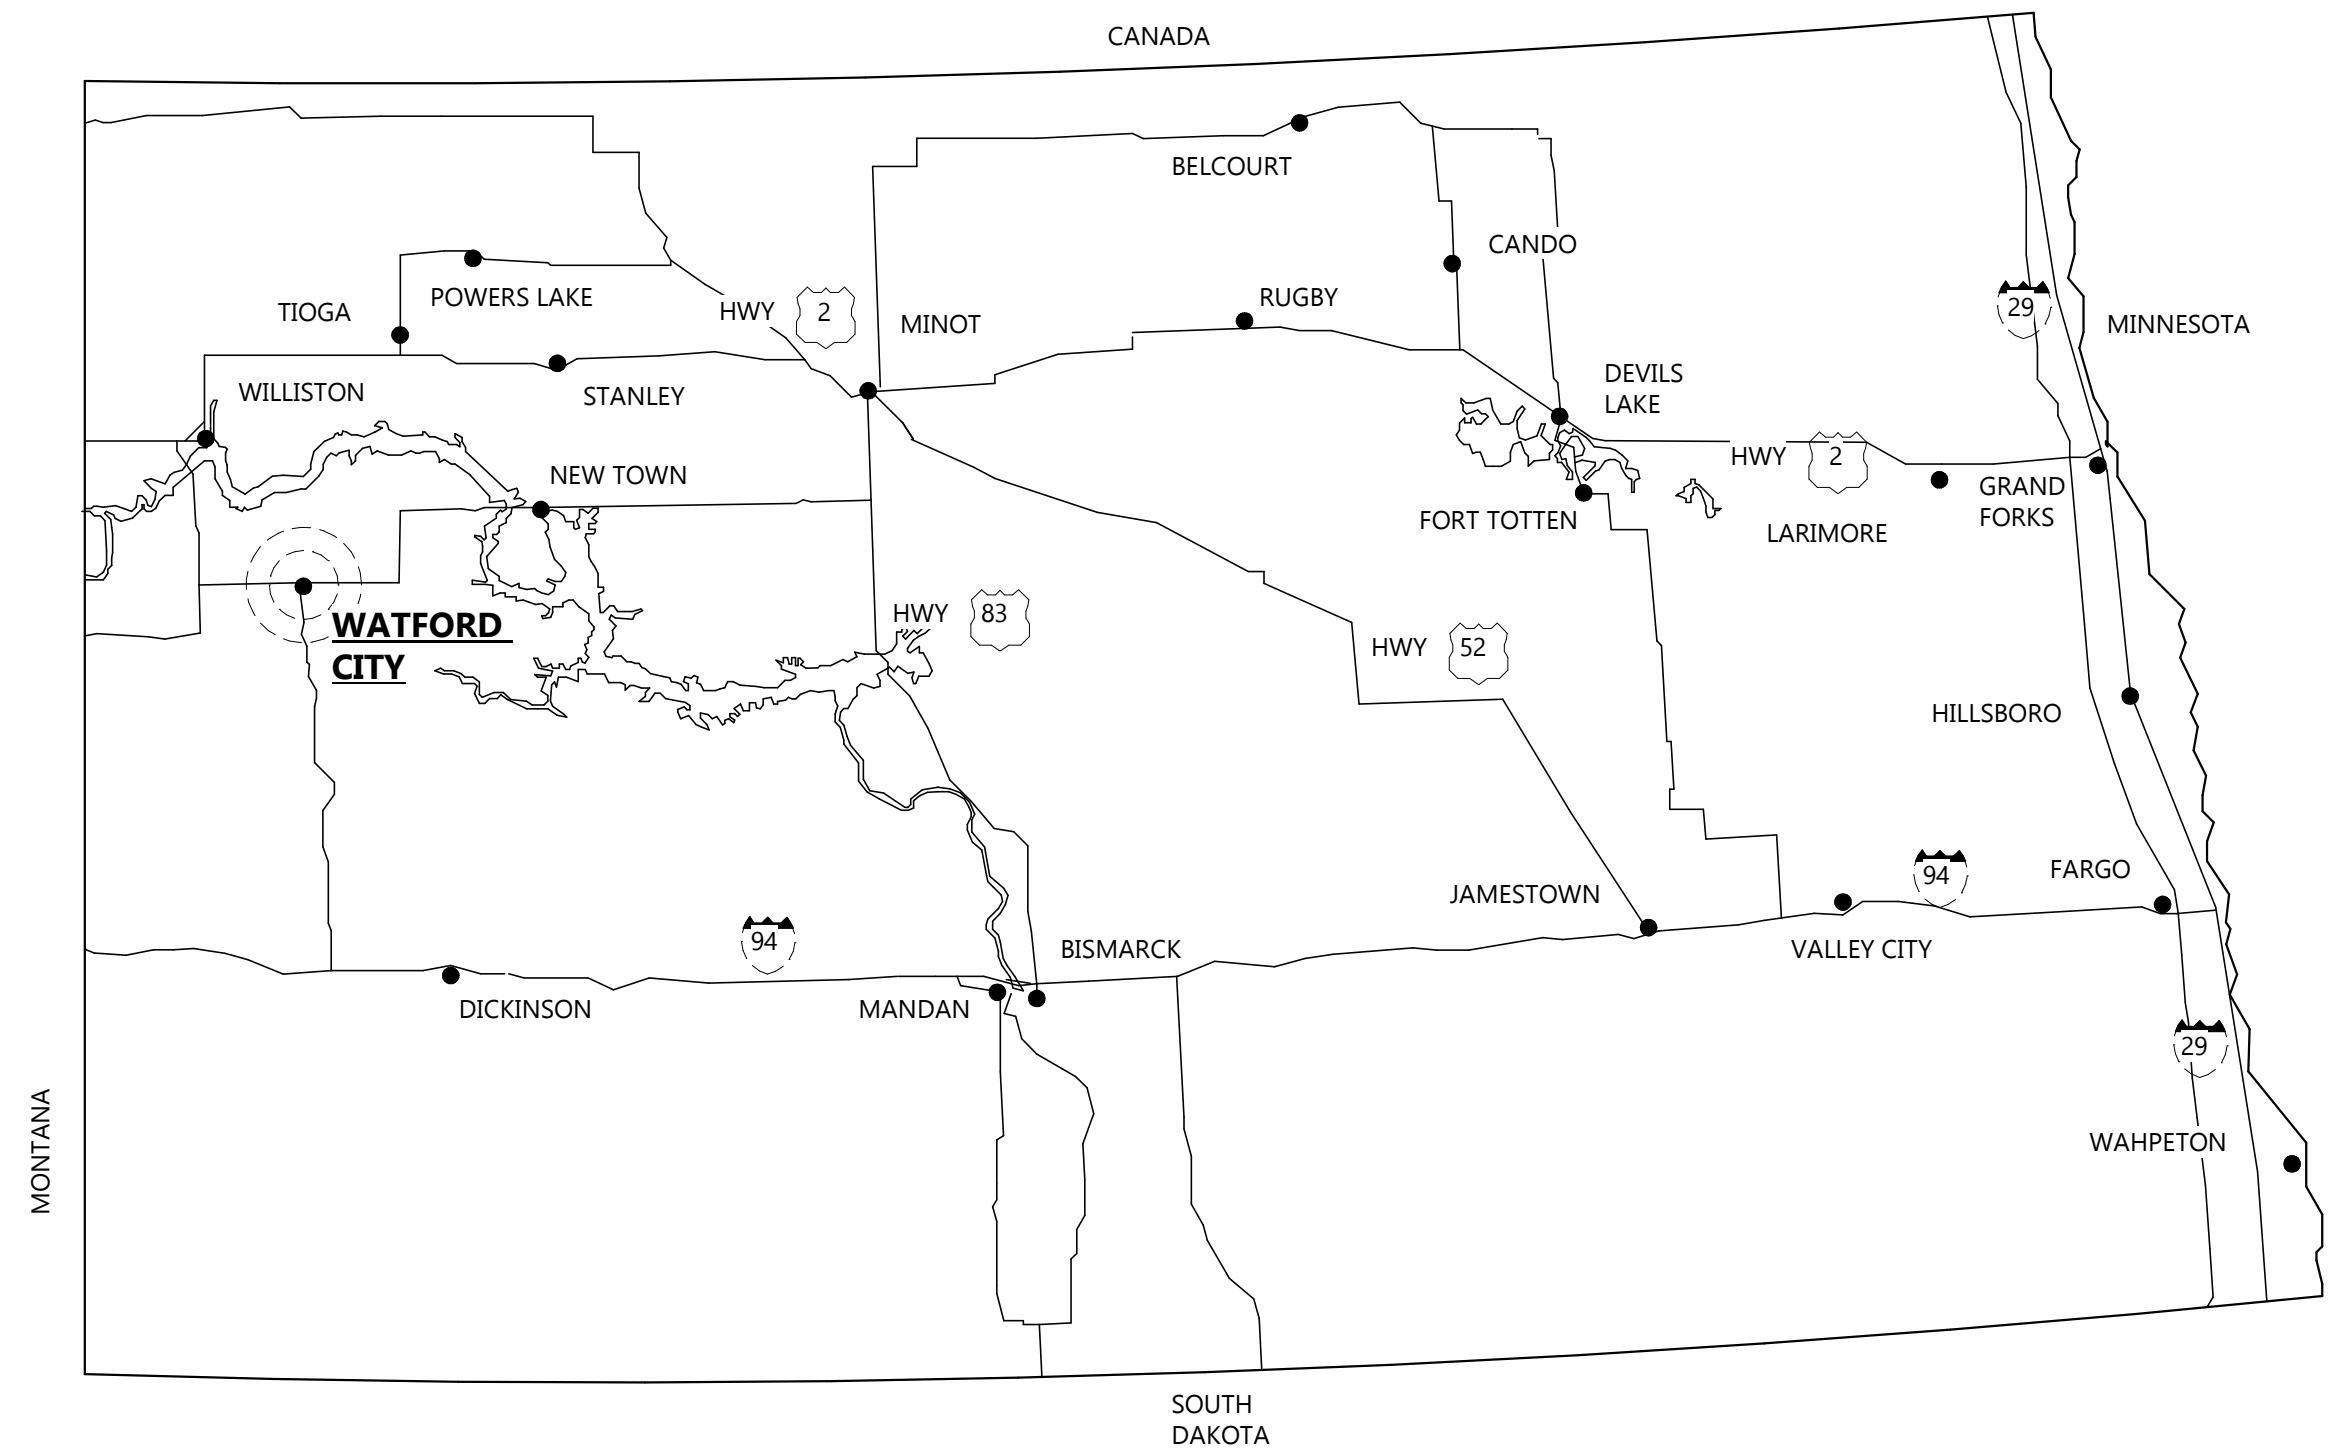 CANADA
BELCOURT
CANDO
POWERS LAKE
TIOGA
HWY
2
MINOT
RUGBY
29
MINNESOTA
WILLISTON
STANLEY
DEVILS
LAKE
HWY
2
NEW TOWN
GRAND
FORKS
FORT TOTTEN
LARIMORE
WATFORD
CITY
HWY
83
HWY
52
HILLSBORO
JAMESTOWN
94
FARGO
94
BISMARCK
VALLEY CITY
DICKINSON
MANDAN
29
MONTANA
WAHPETON
SOUTH
DAKOTA